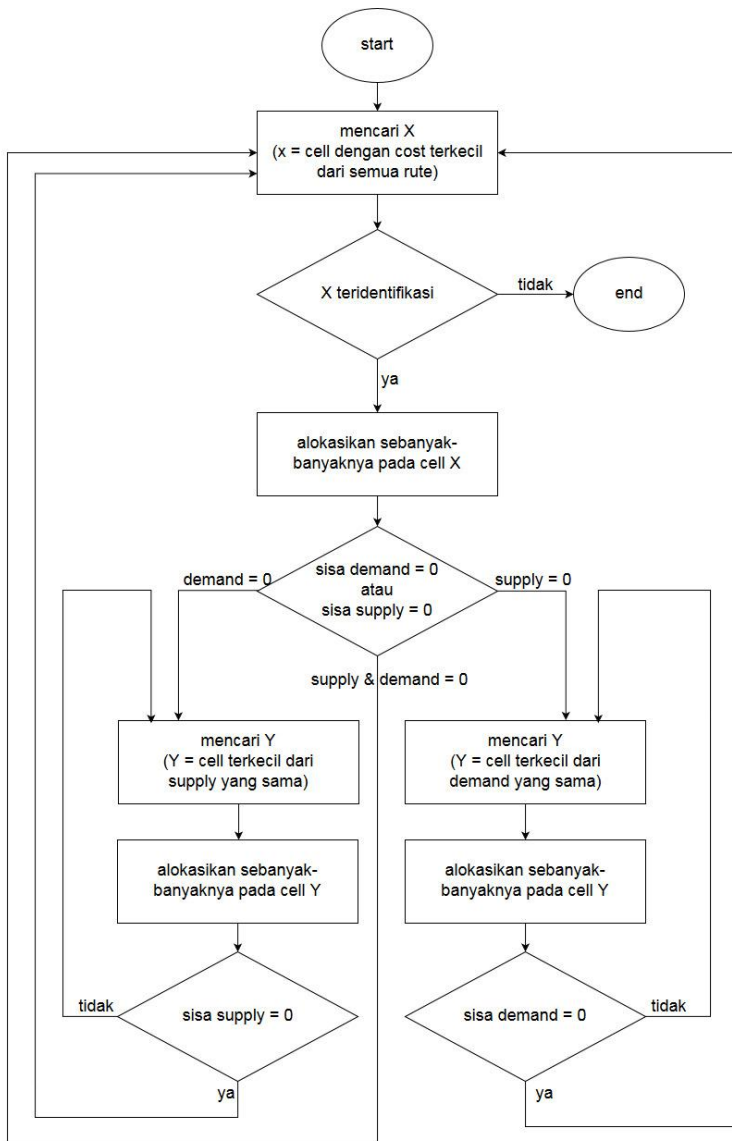 start
mencari X
(x = cell dengan cost terkecil
dari semua rute)
X teridentifikasi
tidak
end
ya
alokasikan sebanyak-
banyaknya pada cell X
demand = 0
sisa demand = 0
atau
sisa supply = 0
supply = 0
supply & demand = 0
mencari Y
(Y = cell terkecil dari
supply yang sama)
mencari Y
(Y = cell terkecil dari
demand yang sama)
alokasikan sebanyak-
banyaknya pada cell Y
alokasikan sebanyak-
banyaknya pada cell Y
tidak
sisa supply = 0
sisa demand = 0
tidak
ya
ya